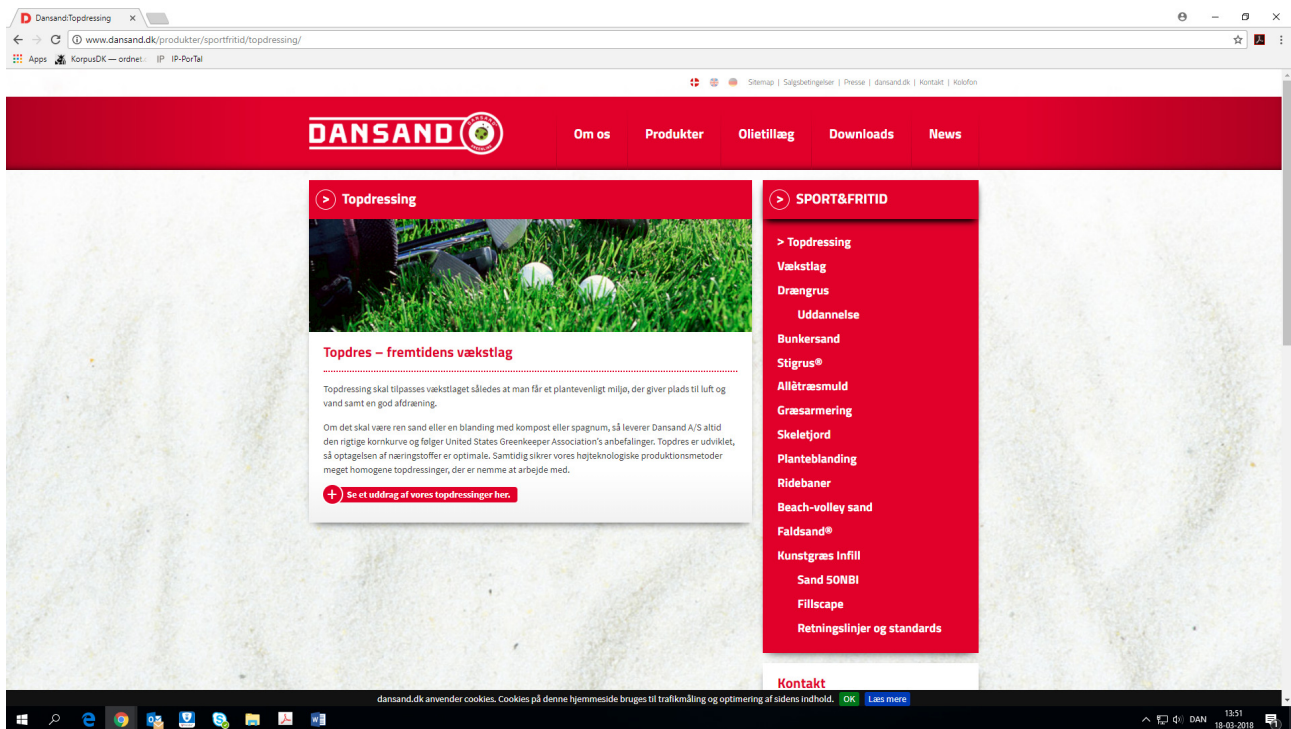 Dansand:Topdressing
www.dansand.dk/produkter/sportfritid/topdressing/
Apps KorpusDK — ordnet. IP IP-PorTal
Sitemap | Salgsbetingelser | Presse | dansand.dk | Kontakt | Kolofon
DANSAND
Om os Produkter Olietillæg Downloads News
> Topdressing
Topdres – fremtidens vækstlag
Topdressing skal tilpasses vækstlaget således at man får et plantevenligt miljø, der giver plads til luft og
vand samt en god afdræning.
Om det skal være ren sand eller en blanding med kompost eller spagnum, så leverer Dansand A/S altid
den rigtige kornkurve og følger United States Greenkeeper Association's anbefalinger. Topdres er udviklet,
så optagelsen af næringstoffer er optimale. Samtidig sikrer vores højteknologiske produktionsmetoder
meget homogene topdressinger, der er nemme at arbejde med.
+ Se et uddrag af vores topdressinger her.
> SPORT&FRITID
> Topdressing
Vækstlag
Drængrus
Uddannelse
Bunkersand
Stigrus®
Allètræsmuld
Græsarmering
Skeletjord
Planteblanding
Ridebaner
Beach-volley sand
Faldsand®
Kunstgræs Infill
Sand 50NBI
Fillscape
Retningslinjer og standards
Kontakt
dansand.dk anvender cookies. Cookies på denne hjemmeside bruges til trafikmåling og optimering af sidens indhold. OK Læs mere
DAN
13:51
18-03-2018